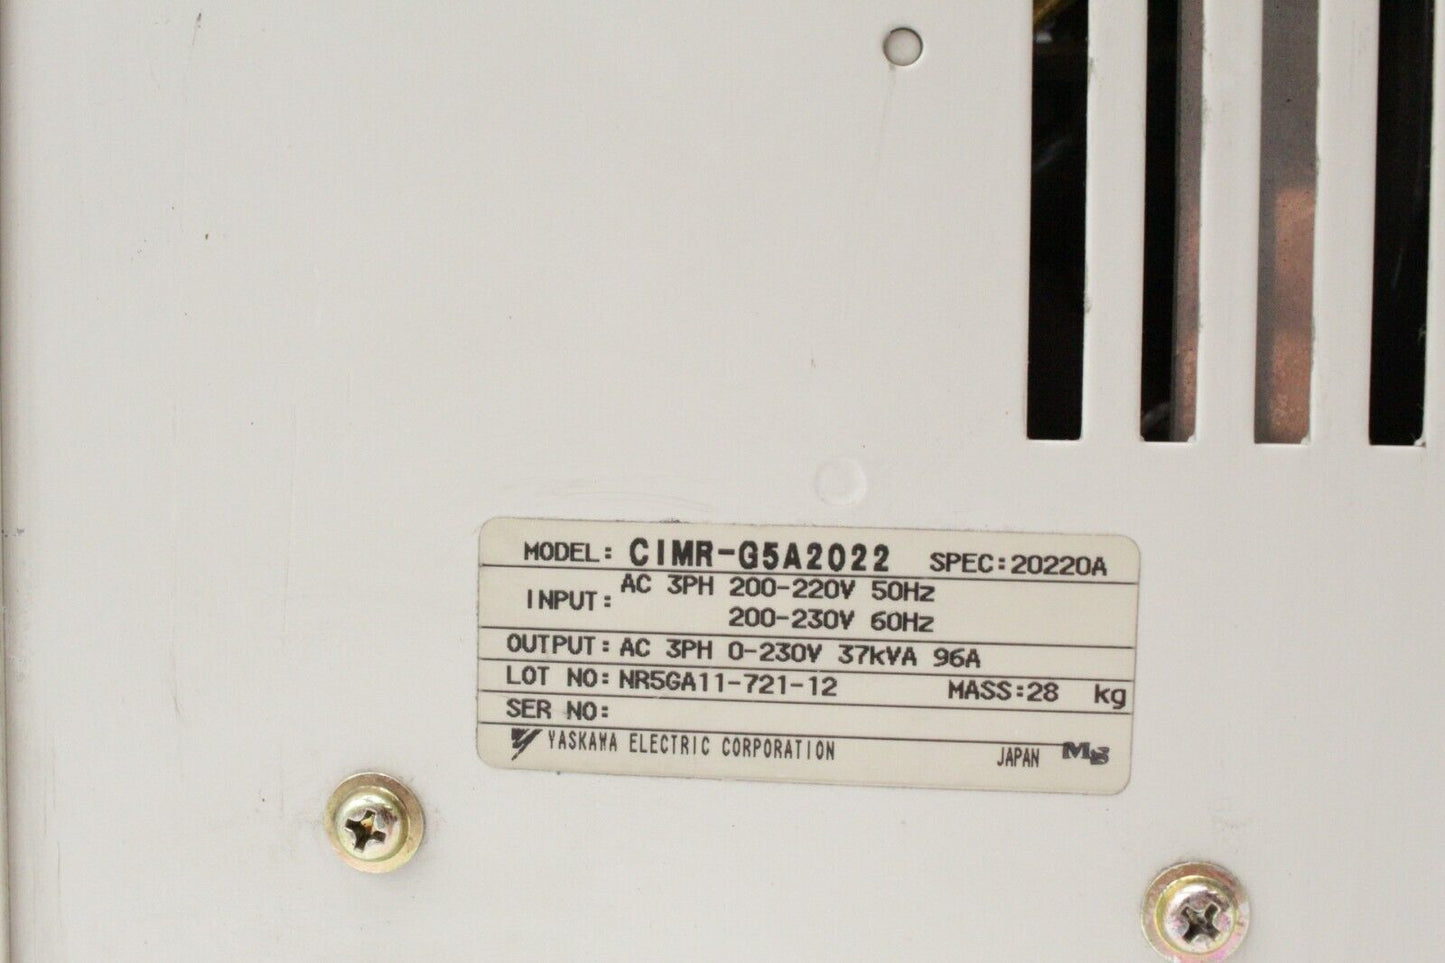 MODEL: CIMR-G5A2022 SPEC:20220A
INPUT: AC 3PH 200-220V 50Hz
200-230V 60Hz
OUTPUT: AC 3PH 0-230V 37kVA 96A
LOT NO: NR5GA11-721-12 MASS:28 kg
SER NO:
YASKAWA ELECTRIC CORPORATION JAPAN MS